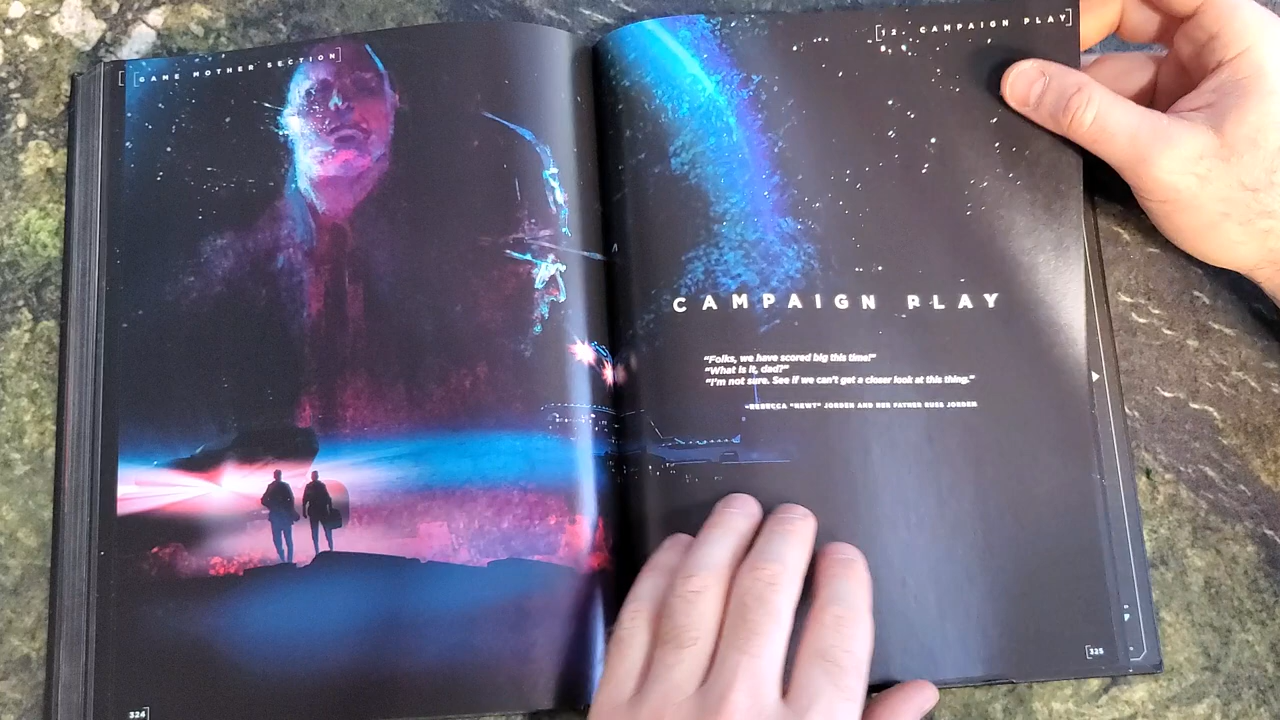 [ [GAME MOTHER SECTION]
[12. CAMPAIGN PLAY]
CAMPAIGN PLAY
“Folks, we have scored big this time!”
“What is it, dad?”
“I’m not sure. See if we can’t get a closer look at this thing.”
–REBECCA “NEWT” JORDEN AND HER FATHER RUSS JORDEN
324]
[325